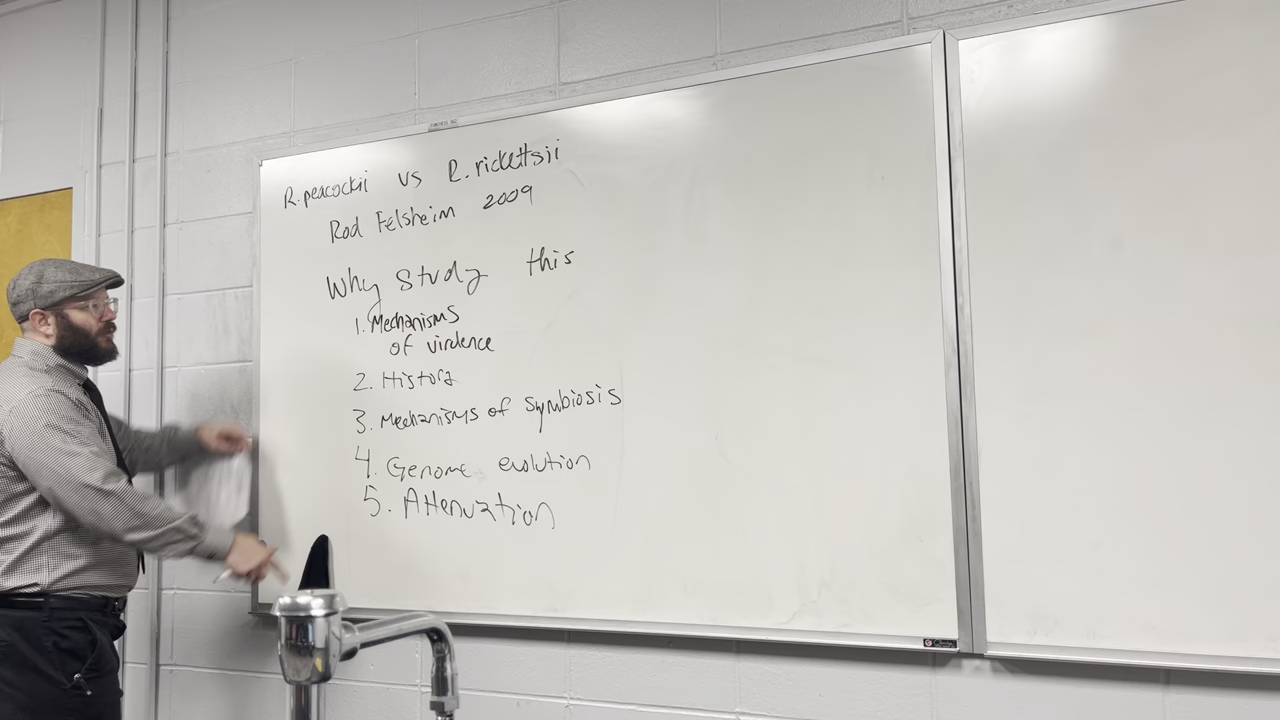 R. peacockii vs R. rickettsii
Rod Felsheim 2009
Why Study this
1. Mechanisms
of virulence
2. History
3. Mechanisms of Symbiosis
4. Genome evolution
5. Attenuation